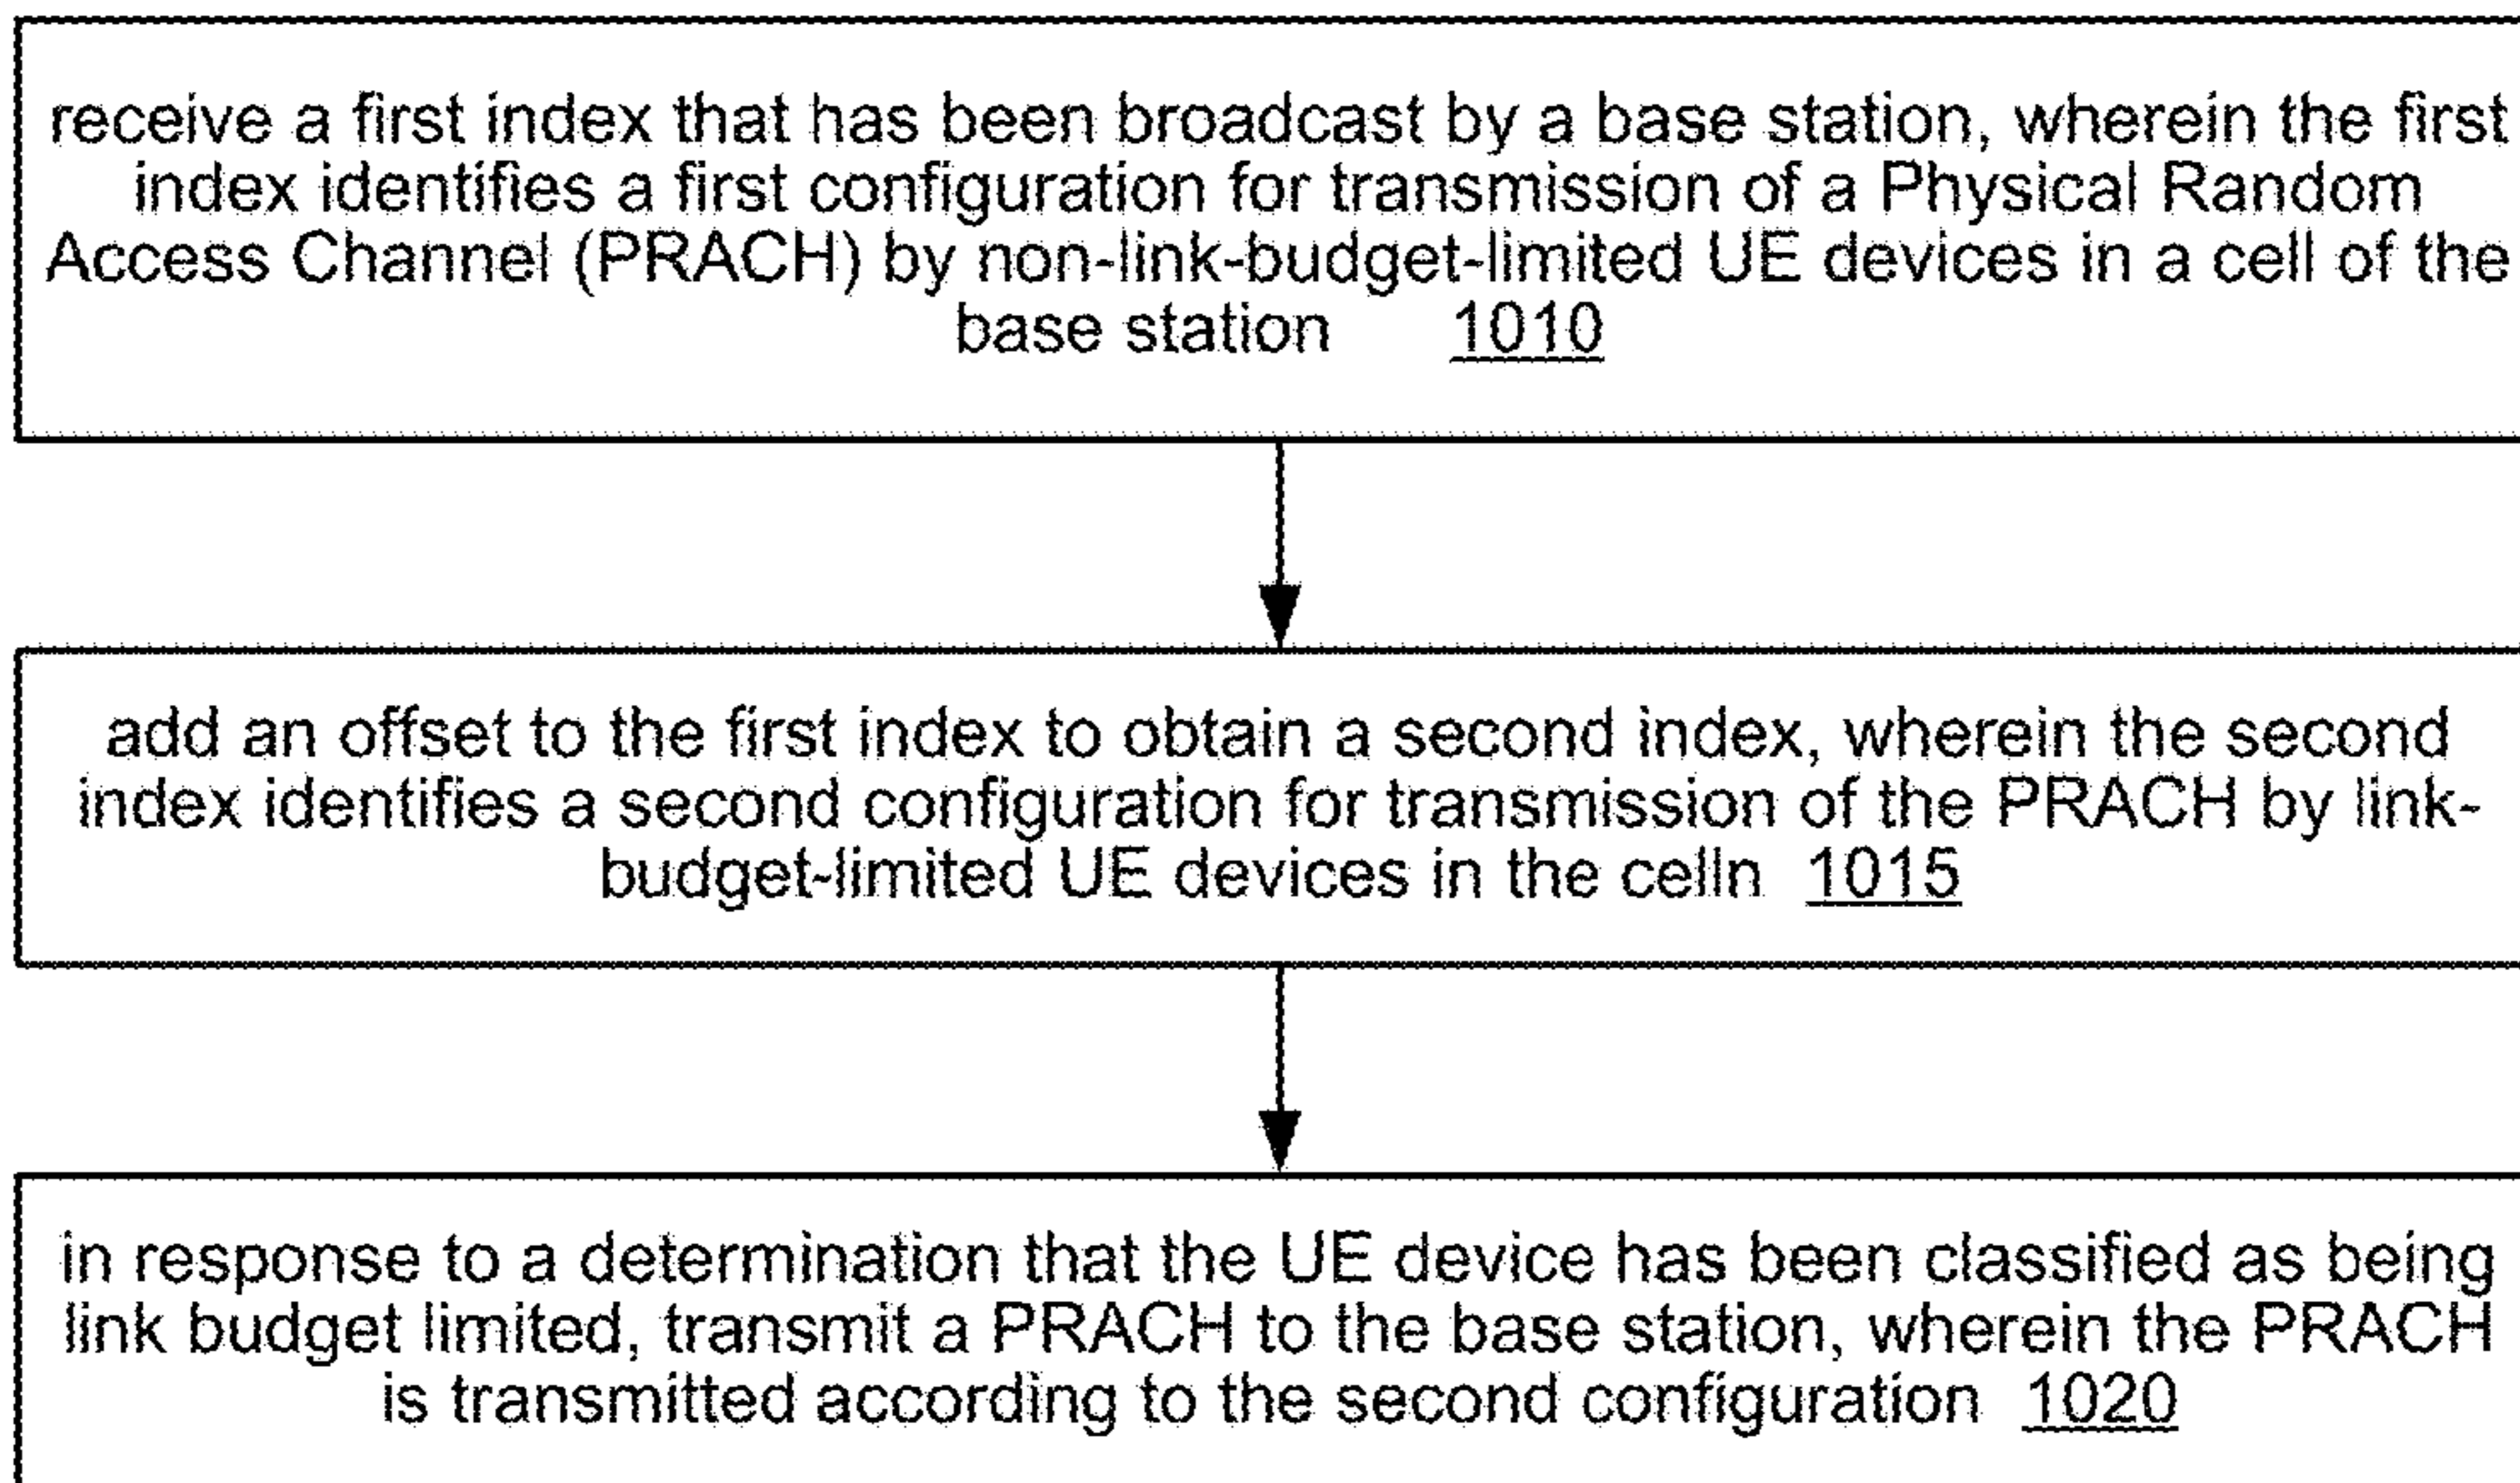 receive a first index that has been broadcast by a base station, wherein the first
index identifies a first configuration for transmission of a Physical Random
Access Channel (PRACH) by non-link-budget-limited UE devices in a cell of the
base station 1010
add an offset to the first index to obtain a second index, wherein the second
index identifies a second configuration for transmission of the PRACH by link-
budget-limited UE devices in the celln 1015
in response to a determination that the UE device has been classified as being
link budget limited, transmit a PRACH to the base station, wherein the PRACH
is transmitted according to the second configuration 1020